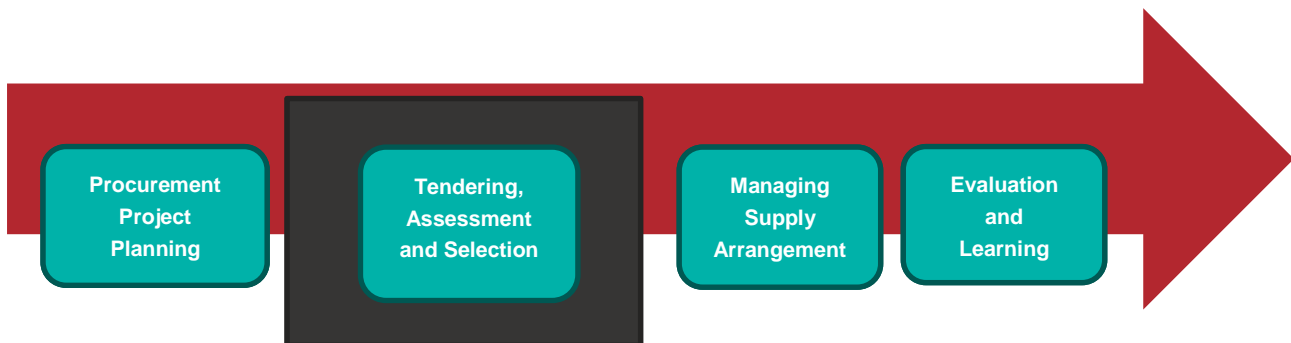 Procurement
Project
Planning
Tendering,
Assessment
and Selection
Managing
Supply
Arrangement
Evaluation
and
Learning